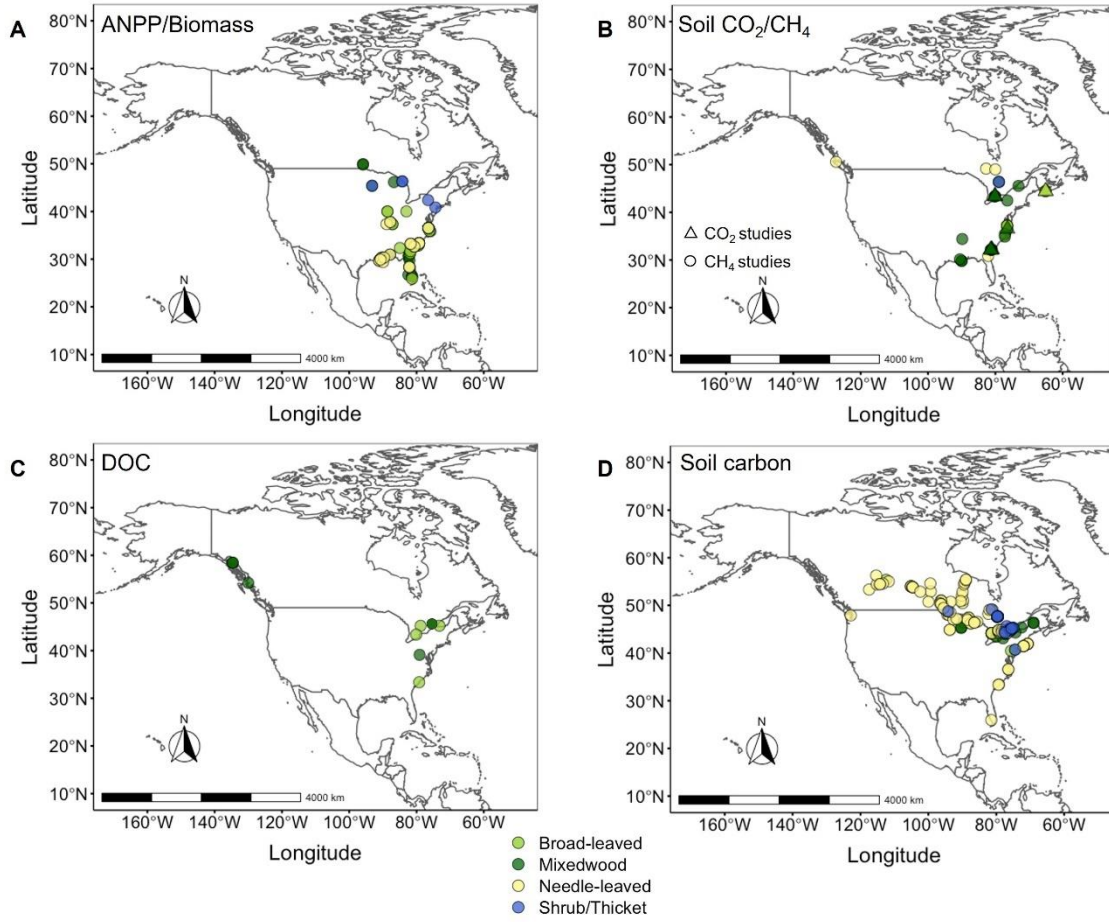 A
ANPP/Biomass
70°N
60°N
50°N
40°N
30°N
20°N
10°N
Latitude
N
4000 km
160°W 140°W 120°W 100°W 80°W 60°W
Longitude
B
Soil CO₂/CH₄
70°N
60°N
50°N
40°N
30°N
20°N
10°N
Latitude
CO₂ studies
CH₄ studies
N
4000 km
160°W 140°W 120°W 100°W 80°W 60°W
Longitude
C
DOC
80°N
70°N
60°N
50°N
40°N
30°N
20°N
10°N
Latitude
N
4000 km
160°W 140°W 120°W 100°W 80°W 60°W
Longitude
D
Soil carbon
80°N
70°N
60°N
50°N
40°N
30°N
20°N
10°N
Latitude
N
4000 km
160°W 140°W 120°W 100°W 80°W 60°W
Longitude
Broad-leaved
Mixedwood
Needle-leaved
Shrub/Thicket